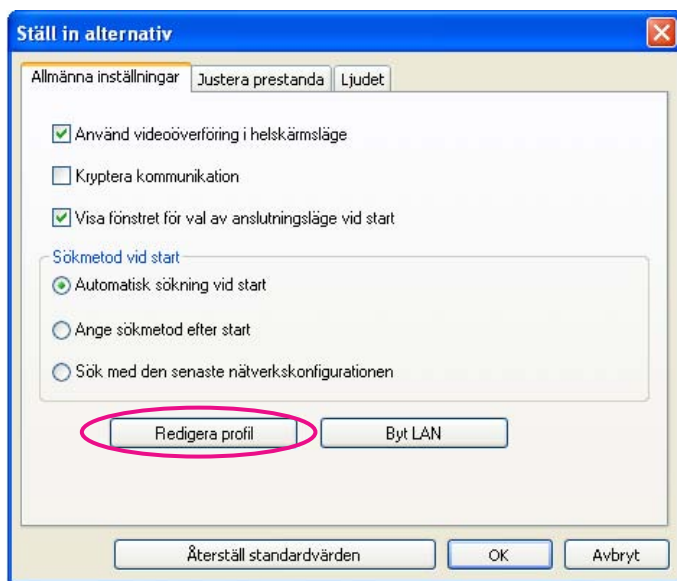 Ställ in alternativ
Allmänna inställningar
Justera prestanda
Ljudet
Använd videoöverföring i helskärmsläge
Kryptera kommunikation
Visa fönstret för val av anslutningsläge vid start
Sökmetod vid start
Automatisk sökning vid start
Ange sökmetod efter start
Sök med den senaste nätverkskonfigurationen
Redigera profil
Byt LAN
Återställ standardvärden
OK
Avbryt